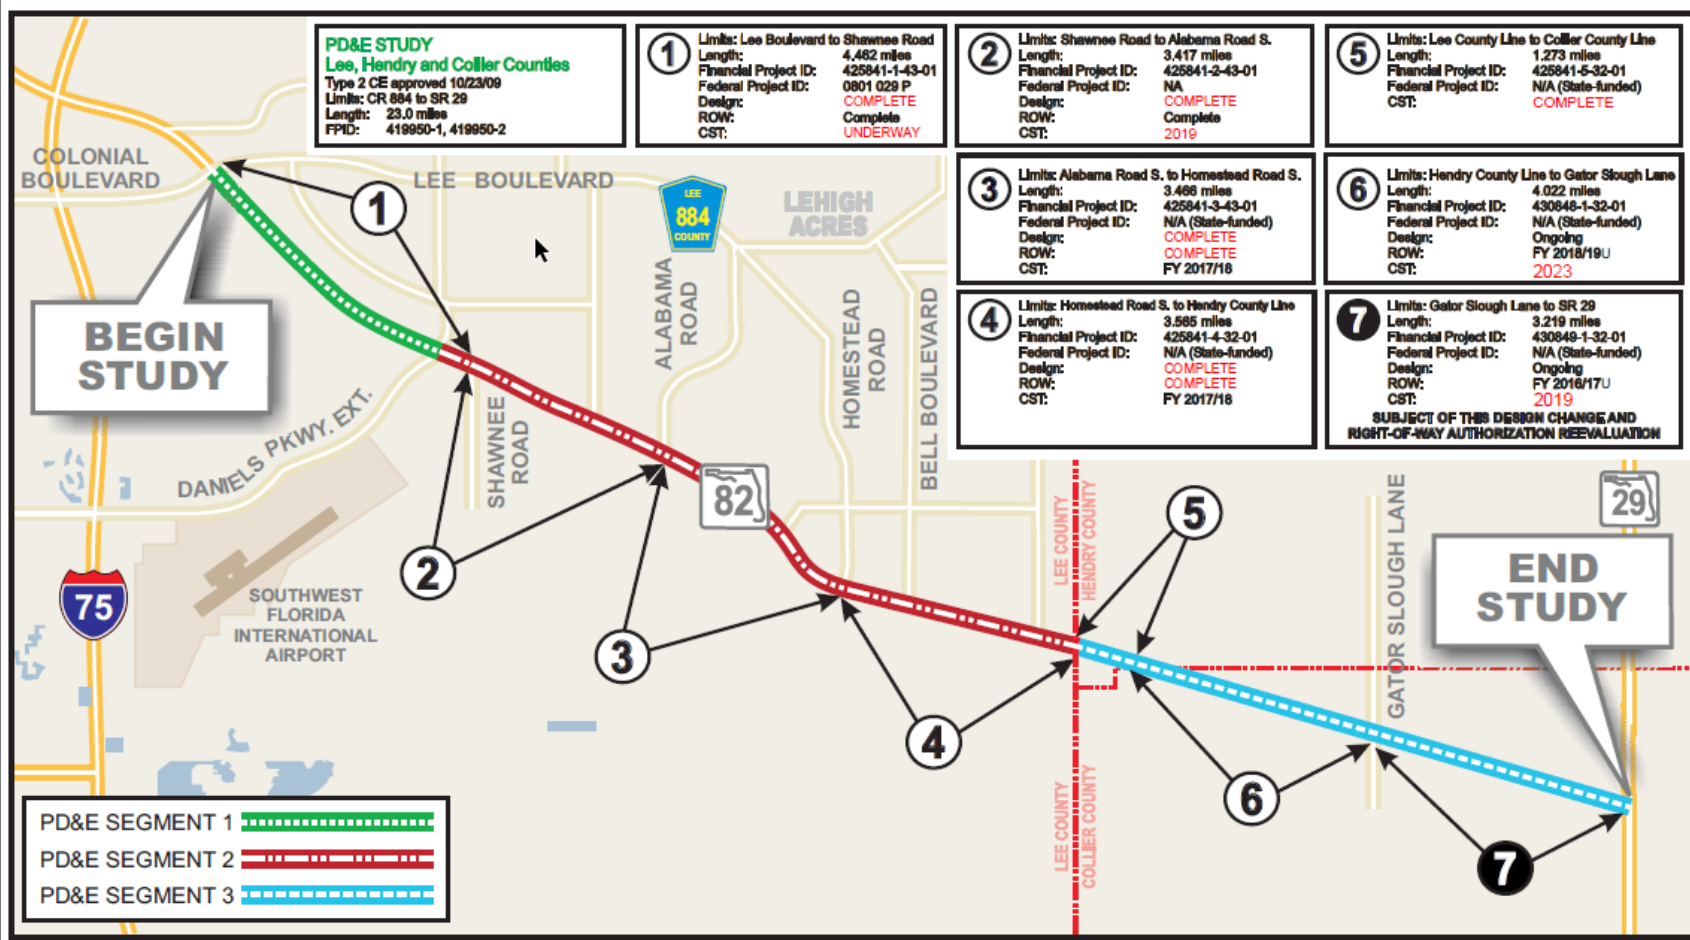 PD&E STUDY
Lee, Hendry and Collier Counties
Type 2 CE approved 10/23/09
Limits: CR 884 to SR 29
Length: 23.0 miles
FPID: 419950-1, 419950-2
1
Limits: Lee Boulevard to Shawnee Road
Length: 4.462 miles
Financial Project ID: 425841-1-43-01
Federal Project ID: 0801 029 P
Design: COMPLETE
ROW: Complete
CST: UNDERWAY
2
Limits: Shawnee Road to Alabama Road S.
Length: 3.417 miles
Financial Project ID: 425841-2-43-01
Federal Project ID: NA
Design: COMPLETE
ROW: Complete
CST: 2019
5
Limits: Lee County Line to Collier County Line
Length: 1.273 miles
Financial Project ID: 425841-5-32-01
Federal Project ID: N/A (State-funded)
CST: COMPLETE
3
Limits: Alabama Road S. to Homestead Road S.
Length: 3.466 miles
Financial Project ID: 425841-3-43-01
Federal Project ID: N/A (State-funded)
Design: COMPLETE
ROW: COMPLETE
CST: FY 2017/18
6
Limits: Hendry County Line to Gator Slough Lane
Length: 4.022 miles
Financial Project ID: 430848-1-32-01
Federal Project ID: N/A (State-funded)
Design: Ongoing
ROW: FY 2018/19U
CST: 2023
4
Limits: Homestead Road S. to Hendry County Line
Length: 3.565 miles
Financial Project ID: 425841-4-32-01
Federal Project ID: N/A (State-funded)
Design: COMPLETE
ROW: COMPLETE
CST: FY 2017/18
7
Limits: Gator Slough Lane to SR 29
Length: 3.219 miles
Financial Project ID: 430849-1-32-01
Federal Project ID: N/A (State-funded)
Design: Ongoing
ROW: FY 2016/17U
CST: 2019
SUBJECT OF THIS DESIGN CHANGE AND
RIGHT-OF-WAY AUTHORIZATION REEVALUATION
COLONIAL
BOULEVARD
LEE BOULEVARD
1
LEE
884
COUNTY
LEHIGH
ACRES
BEGIN
STUDY
ALABAMA
ROAD
HOMESTEAD
ROAD
BELL BOULEVARD
DANIELS PKWY. EXT.
SHAWNEE
ROAD
82
LEE COUNTY
HENDRY COUNTY
5
GATOR SLOUGH LANE
29
END
STUDY
2
75
SOUTHWEST
FLORIDA
INTERNATIONAL
AIRPORT
3
4
6
7
LEE COUNTY
COLLIER COUNTY
PD&E SEGMENT 1
PD&E SEGMENT 2
PD&E SEGMENT 3